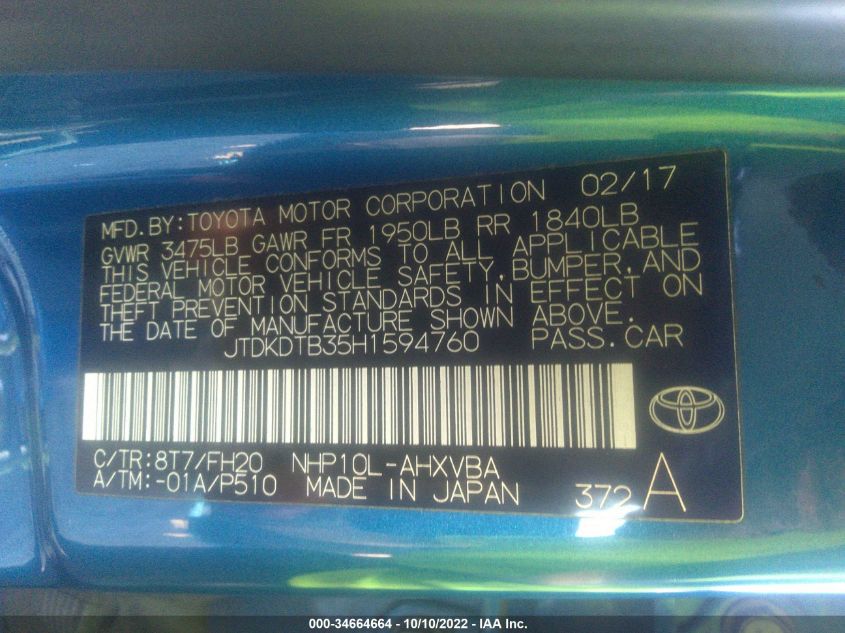 MFD.BY:TOYOTA MOTOR CORPORATION 02/17
GVWR 3475LB GAWR FR 1950LB RR 1840LB
THIS VEHICLE CONFORMS TO ALL APPLICABLE
FEDERAL MOTOR VEHICLE SAFETY,BUMPER,AND
THEFT PREVENTION STANDARDS IN EFFECT ON
THE DATE OF MANUFACTURE SHOWN ABOVE.
JTDKDTB35H1594760 PASS.CAR
C/TR:8T7/FH20 NHP10L-AHXVBA
A/TM:-01A/P510 MADE IN JAPAN 372 A
000-34664664 - 10/10/2022 - IAA Inc.